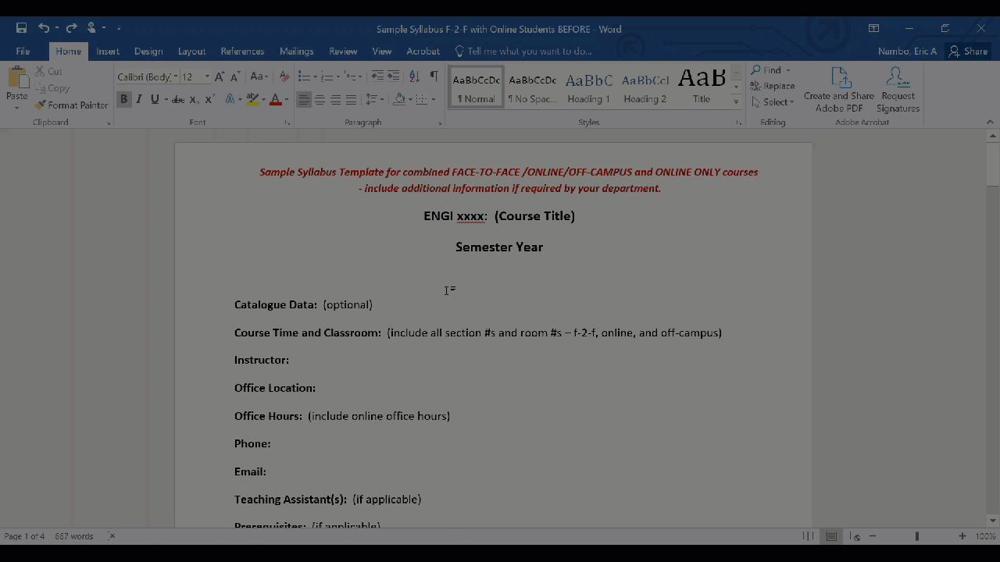 Sample Syllabus F-2-F with Online Students BEFORE - Word
File Home Insert Design Layout References Mailings Review View Acrobat Tell me what you want to do... Nambo, Eric A Share
Paste Cut Copy Format Painter
Clipboard
Calibri (Body) 12 Aa
B I U abc x₂ x² A A
Font
Paragraph
AaBbCcDc AaBbCcDc AaBbC AaBbCcl AaB
¶ Normal ¶ No Spac... Heading 1 Heading 2 Title
Styles
Find Replace Select
Editing
Create and Share Adobe PDF
Request Signatures
Adobe Acrobat
Sample Syllabus Template for combined FACE-TO-FACE /ONLINE/OFF-CAMPUS and ONLINE ONLY courses
- include additional information if required by your department.
ENGI xxxx: (Course Title)
Semester Year
Catalogue Data: (optional)
Course Time and Classroom: (include all section #s and room #s – f-2-f, online, and off-campus)
Instructor:
Office Location:
Office Hours: (include online office hours)
Phone:
Email:
Teaching Assistant(s): (if applicable)
Prerequisites: (if applicable)
Page 1 of 4 667 words 100%